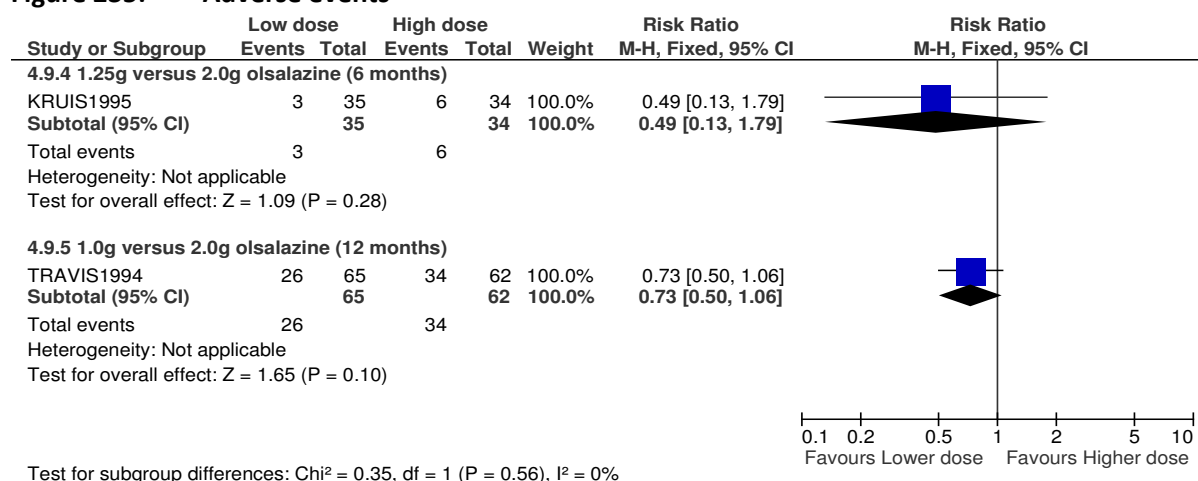 Figure 255: Adverse events
Low dose High dose Risk Ratio Risk Ratio
Study or Subgroup Events Total Events Total Weight M-H, Fixed, 95% CI M-H, Fixed, 95% CI
4.9.4 1.25g versus 2.0g olsalazine (6 months)
KRUIS1995 3 35 6 34 100.0% 0.49 [0.13, 1.79]
Subtotal (95% CI) 35 34 100.0% 0.49 [0.13, 1.79]
Total events 3 6
Heterogeneity: Not applicable
Test for overall effect: Z = 1.09 (P = 0.28)
4.9.5 1.0g versus 2.0g olsalazine (12 months)
TRAVIS1994 26 65 34 62 100.0% 0.73 [0.50, 1.06]
Subtotal (95% CI) 65 62 100.0% 0.73 [0.50, 1.06]
Total events 26 34
Heterogeneity: Not applicable
Test for overall effect: Z = 1.65 (P = 0.10)
0.1 0.2 0.5 1 2 5 10
Favours Lower dose Favours Higher dose
Test for subgroup differences: Chi² = 0.35, df = 1 (P = 0.56), I² = 0%